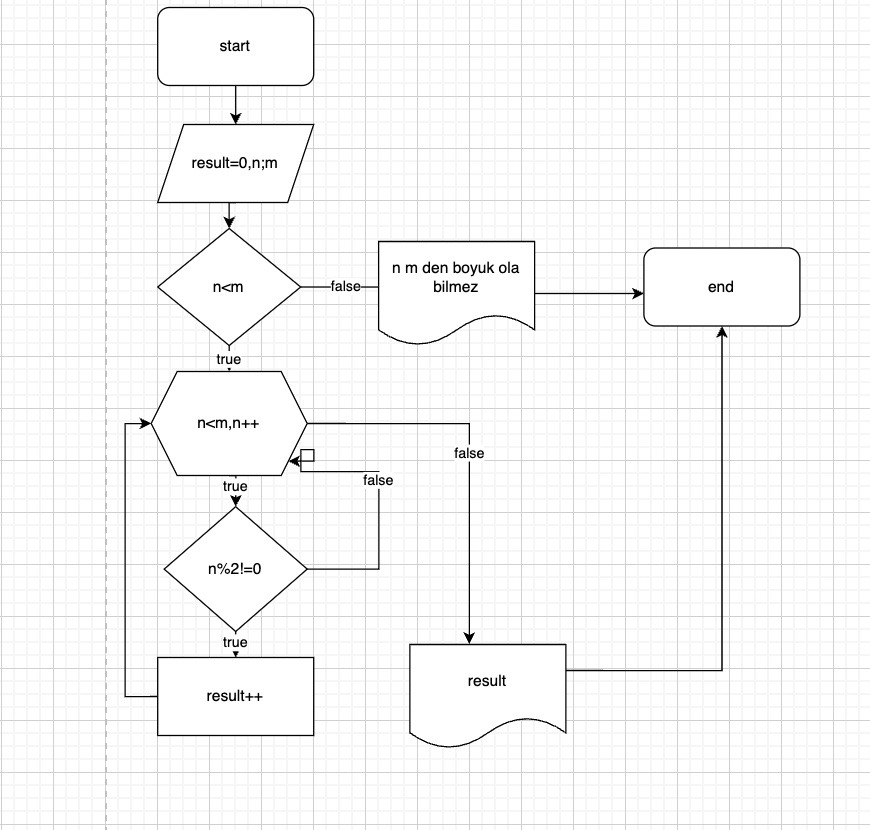 start
result=0,n;m
n<m
false
n m den boyuk ola
bilmez
end
true
n<m,n++
false
true
false
n%2!=0
true
result++
result